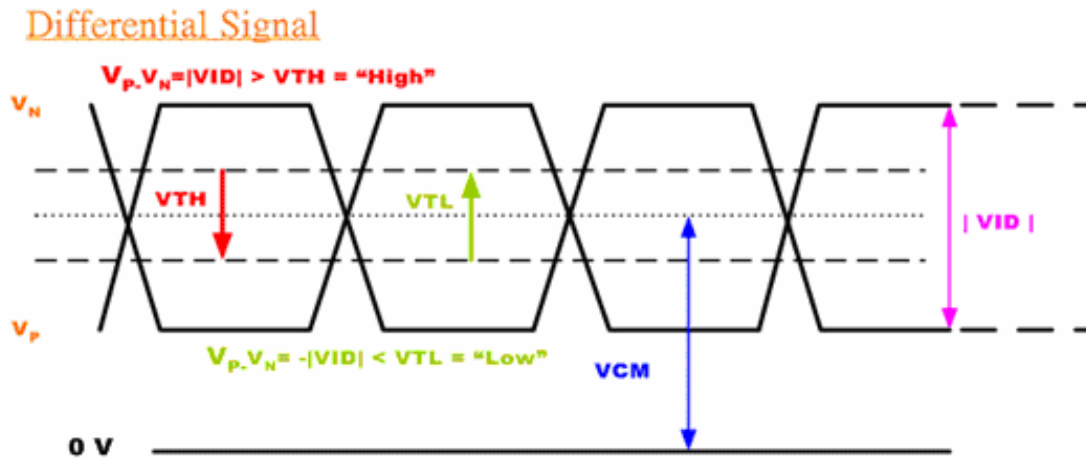 Differential Signal
VP-VN=|VID| > VTH = “High”
VN
VTH
VTL
| VID |
VP
VP-VN= -|VID| < VTL = “Low”
VCM
0 V